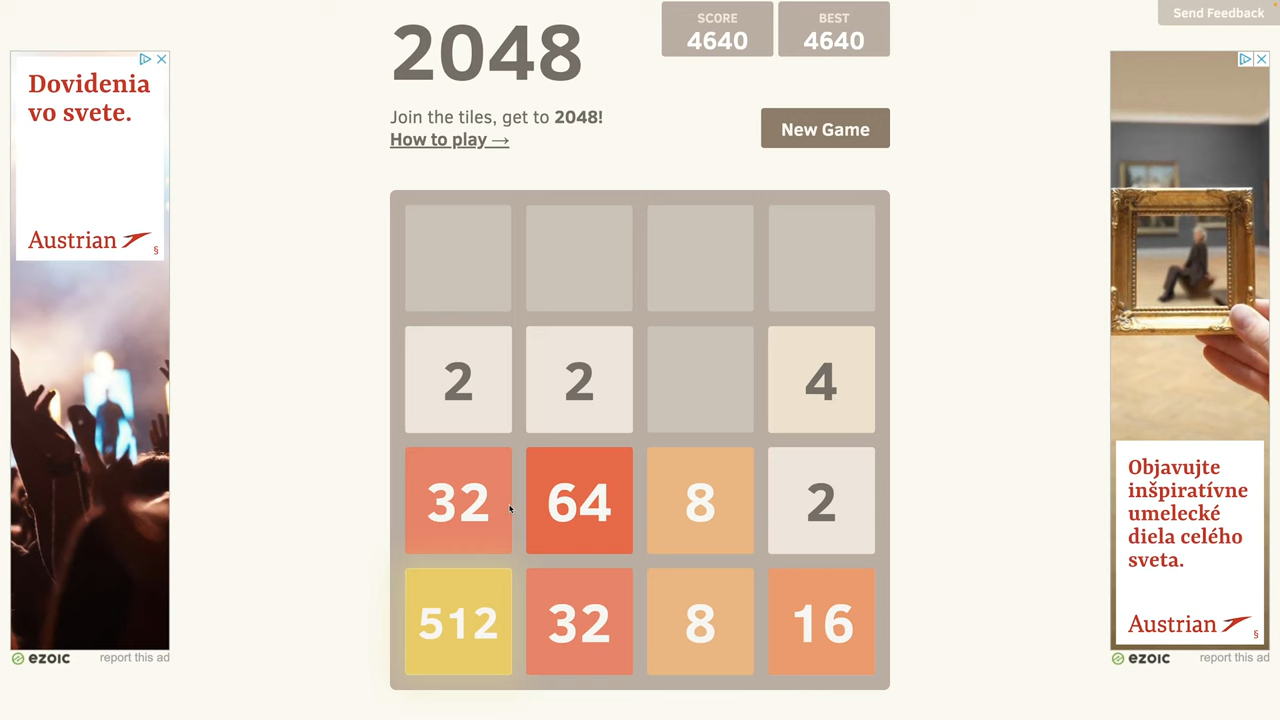 Send Feedback
2048
SCORE
4640
BEST
4640
Join the tiles, get to 2048!
How to play →
New Game
2 2 4
32 64 8 2
512 32 8 16
Dovidenia
vo svete.
Austrian
§
ezoic
report this ad
Objavujte
inšpiratívne
umelecké
diela celého
sveta.
Austrian
§
ezoic
report this ad